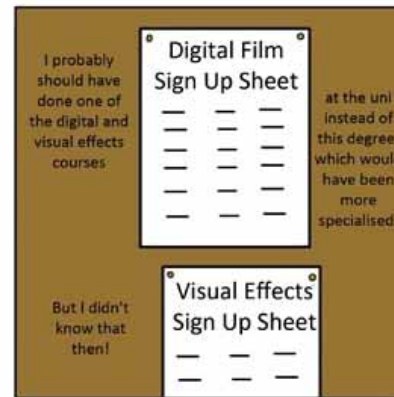 I probably
should have
done one of
the digital and
visual effects
courses
Digital Film
Sign Up Sheet
at the uni
instead of
this degree
which would
have been
more
specialised
But I didn't
know that
then!
Visual Effects
Sign Up Sheet